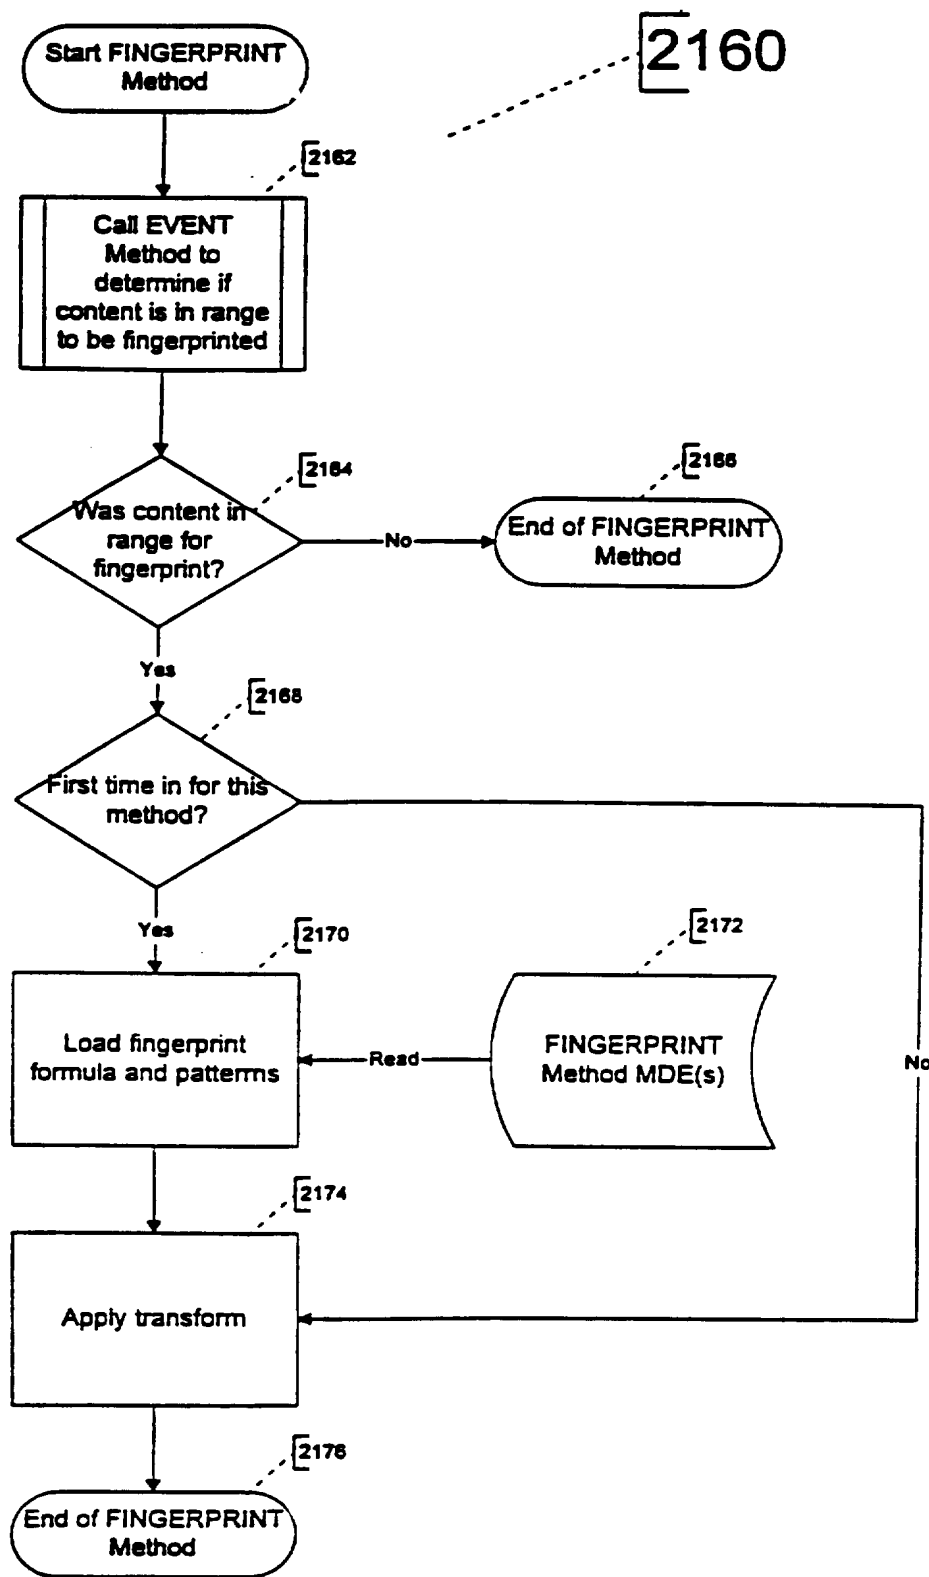 Start FINGERPRINT
Method
2160
2162
Call EVENT
Method to
determine if
content is in range
to be fingerprinted
2164
Was content in
range for
fingerprint?
No
2166
End of FINGERPRINT
Method
Yes
2168
First time in for this
method?
Yes
2170
Load fingerprint
formula and patterms
Read
2172
FINGERPRINT
Method MDE(s)
No
2174
Apply transform
2176
End of FINGERPRINT
Method